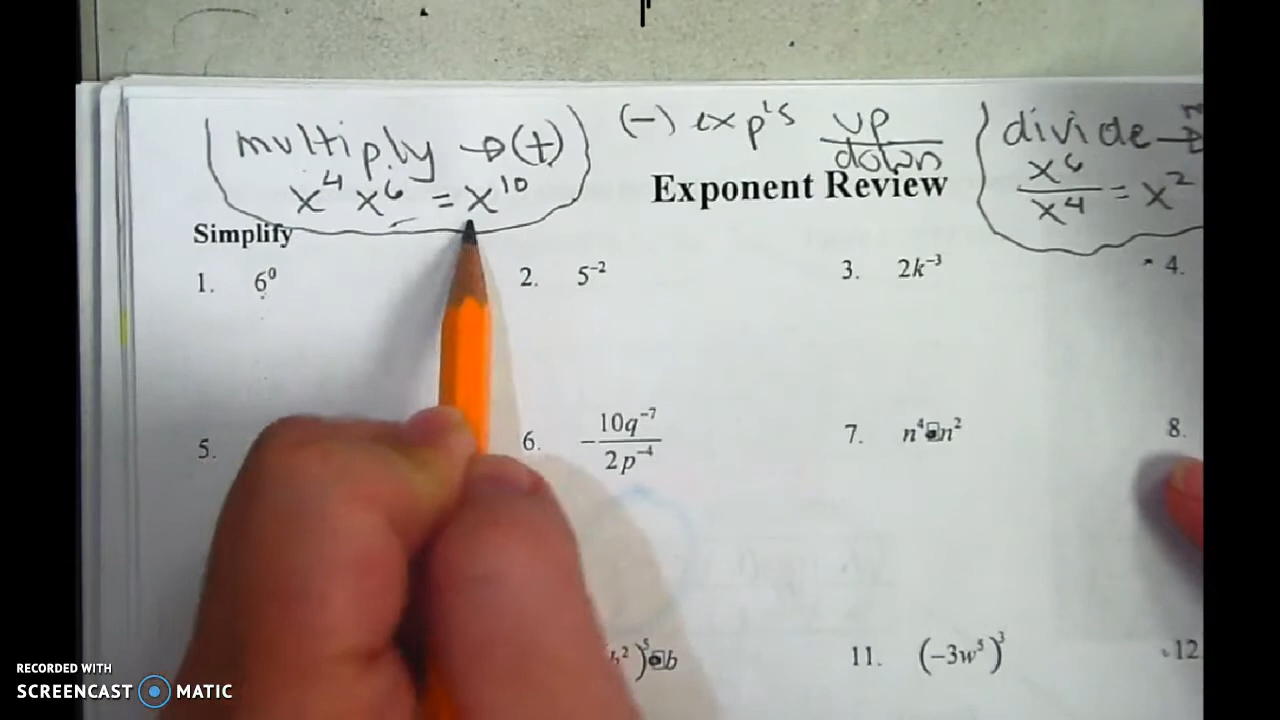 multiply → (+)
x⁴ x⁶ = x¹⁰
(-) exp's up
down
divide →
x⁶/x⁴ = x²
Exponent Review
Simplify
1. 6⁰
2. 5⁻²
3. 2k⁻³
4.
5.
6. -10q⁻⁷/2p⁻⁴
7. n⁴ n²
8.
²)⁵ b
11. (-3w⁵)³
12
RECORDED WITH
SCREENCAST MATIC